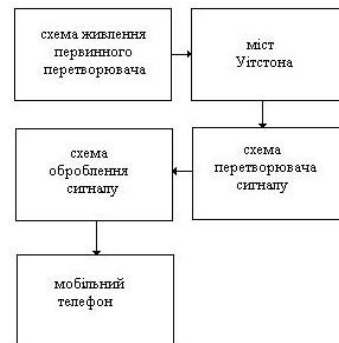 схема живлення
первинного
перетворювача
міст
Уітстона
схема
перетворювача
сигналу
схема
оброблення
сигналу
мобільний
телефон